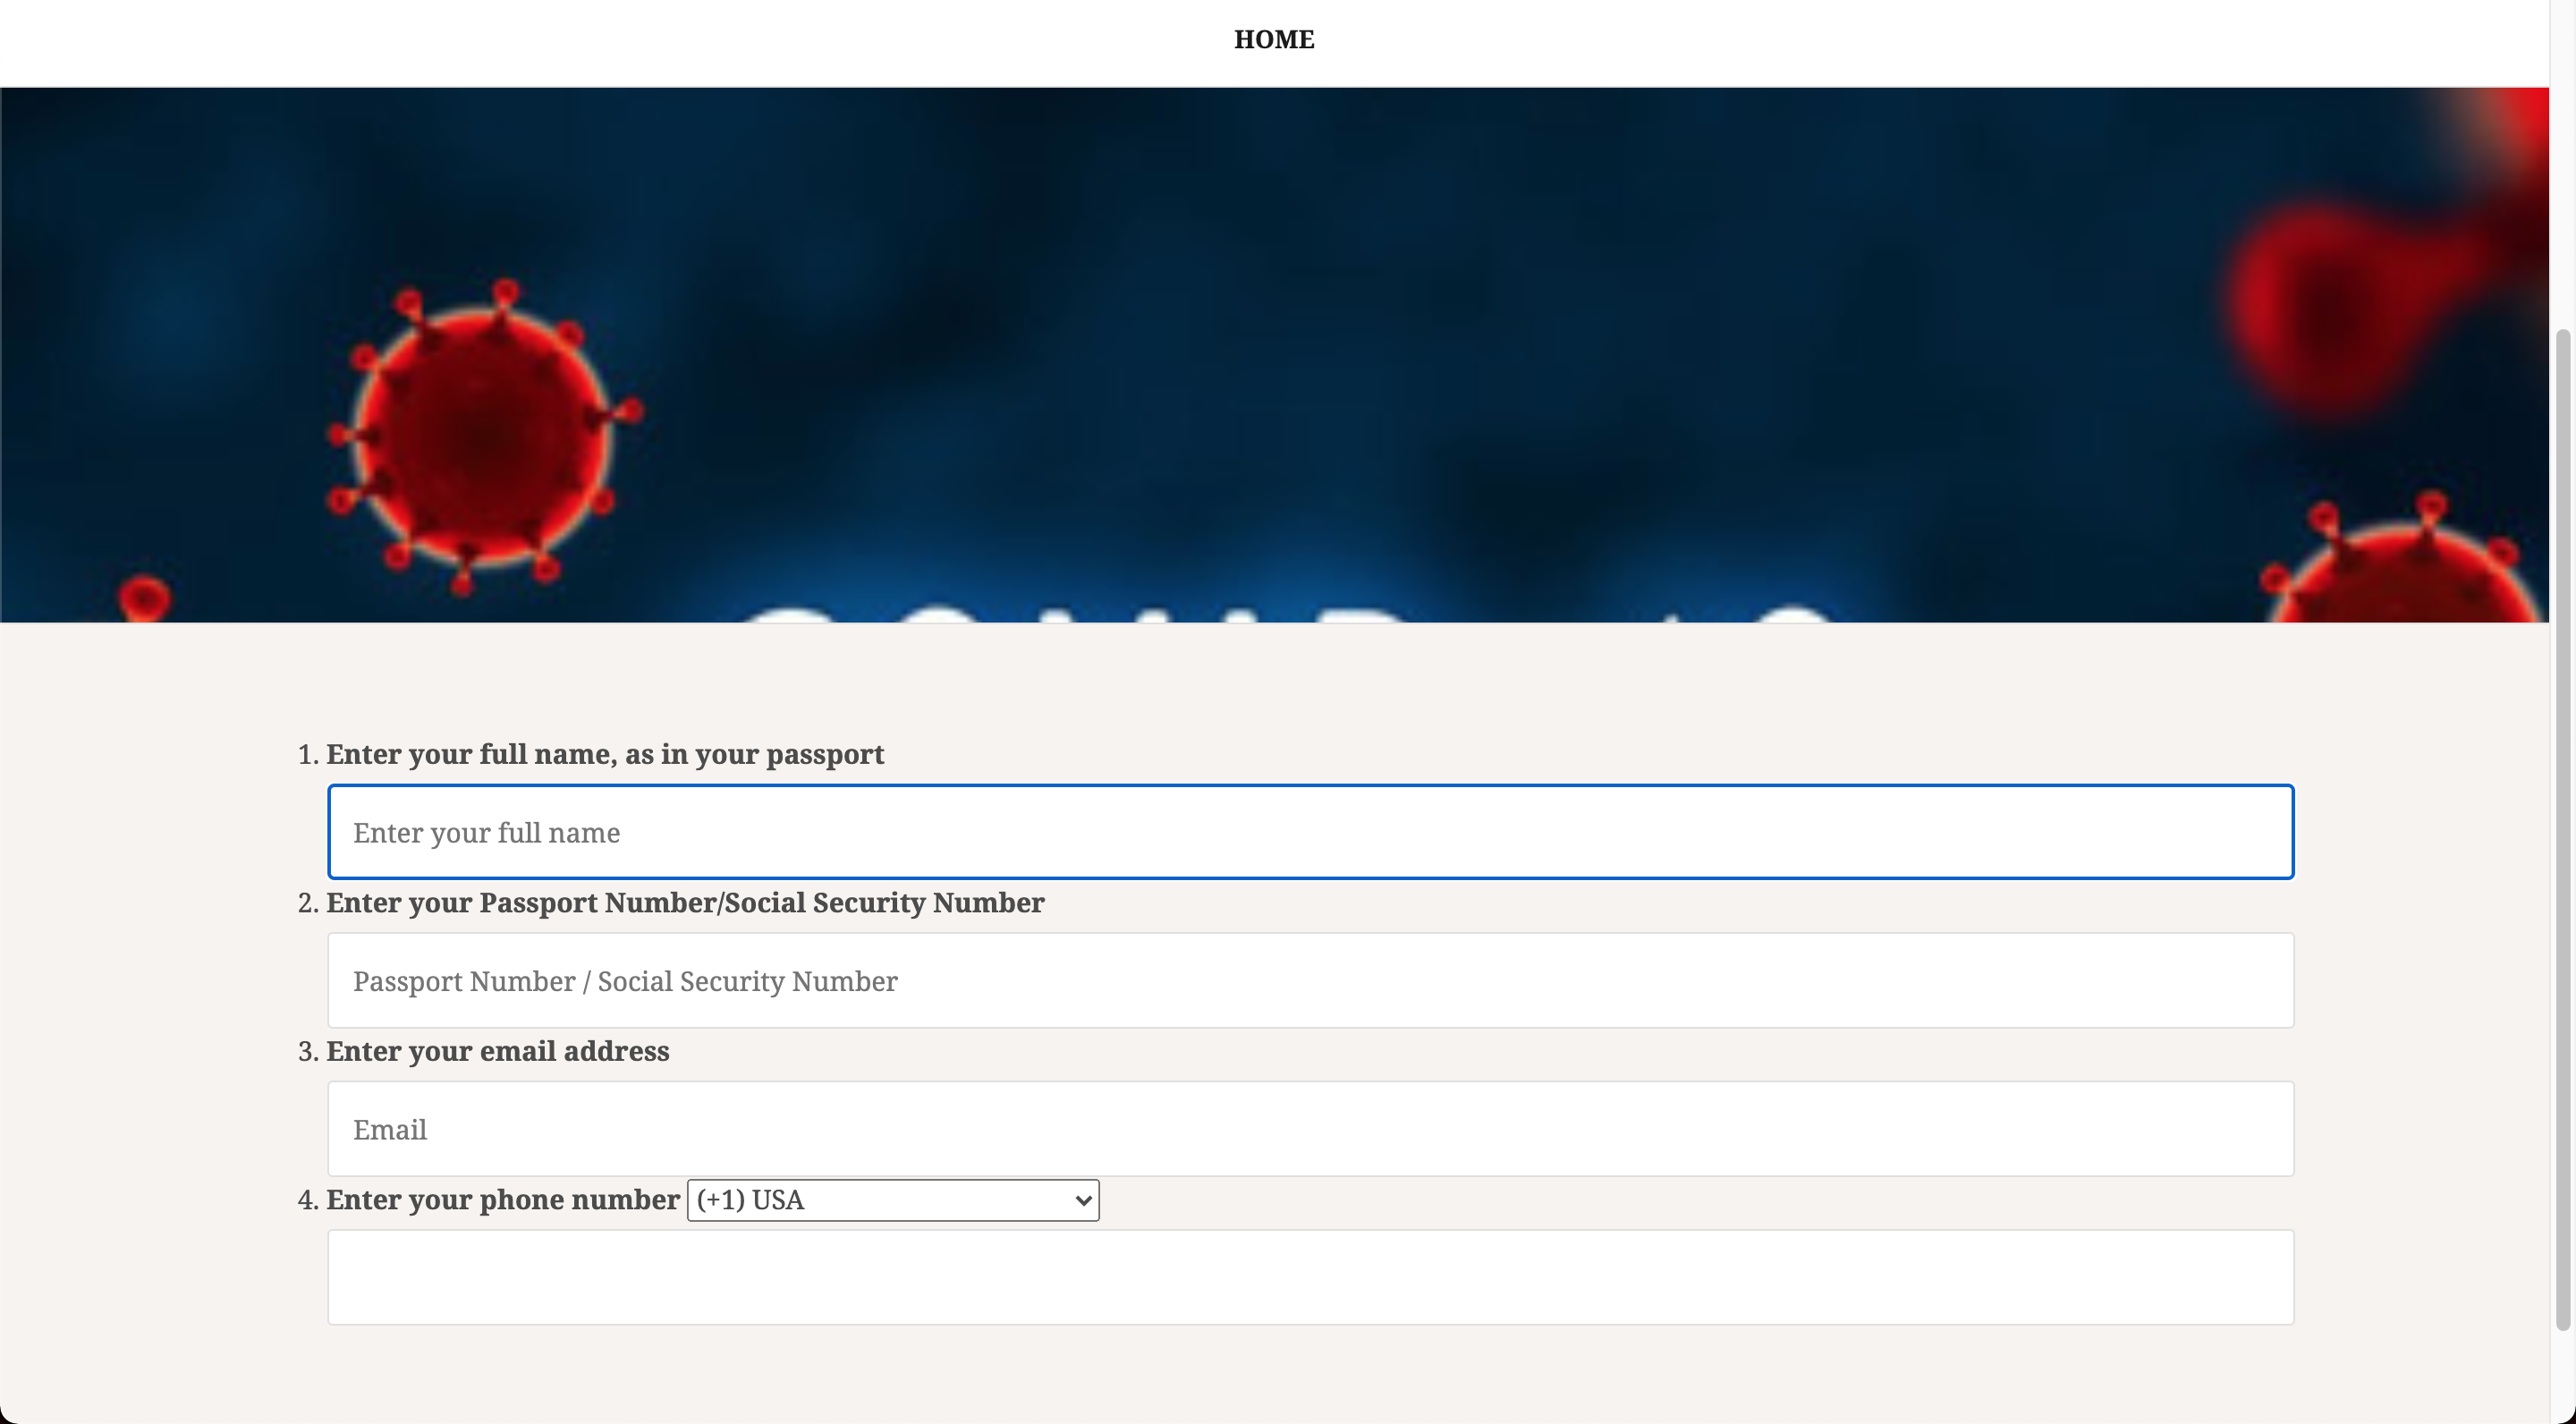 HOME
1. Enter your full name, as in your passport
Enter your full name
2. Enter your Passport Number/Social Security Number
Passport Number / Social Security Number
3. Enter your email address
Email
4. Enter your phone number (+1) USA